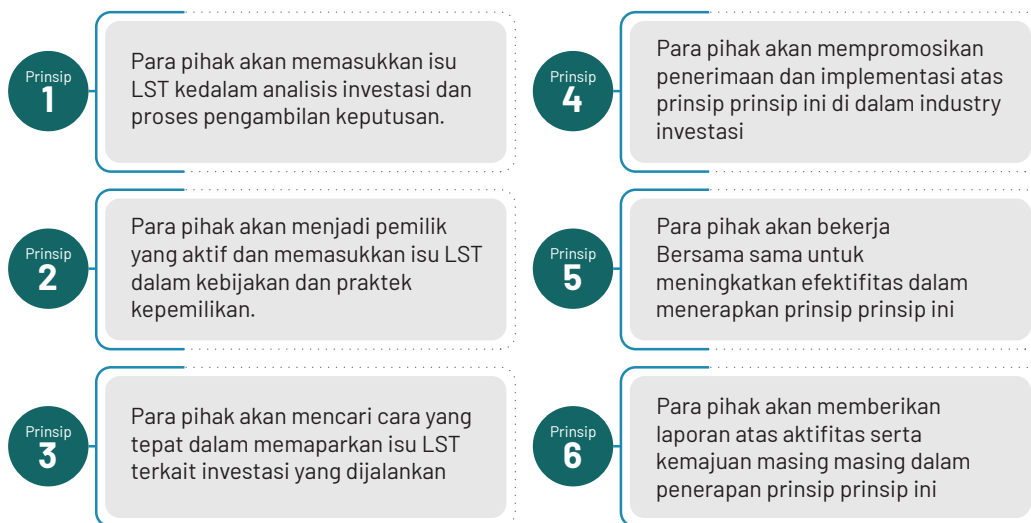 Prinsip
1
Para pihak akan memasukkan isu
LST kedalam analisis investasi dan
proses pengambilan keputusan.
Prinsip
2
Para pihak akan menjadi pemilik
yang aktif dan memasukkan isu LST
dalam kebijakan dan praktek
kepemilikan.
Prinsip
3
Para pihak akan mencari cara yang
tepat dalam memaparkan isu LST
terkait investasi yang dijalankan
Prinsip
4
Para pihak akan mempromosikan
penerimaan dan implementasi atas
prinsip prinsip ini di dalam industry
investasi
Prinsip
5
Para pihak akan bekerja
Bersama sama untuk
meningkatkan efektifitas dalam
menerapkan prinsip prinsip ini
Prinsip
6
Para pihak akan memberikan
laporan atas aktifitas serta
kemajuan masing masing dalam
penerapan prinsip prinsip ini